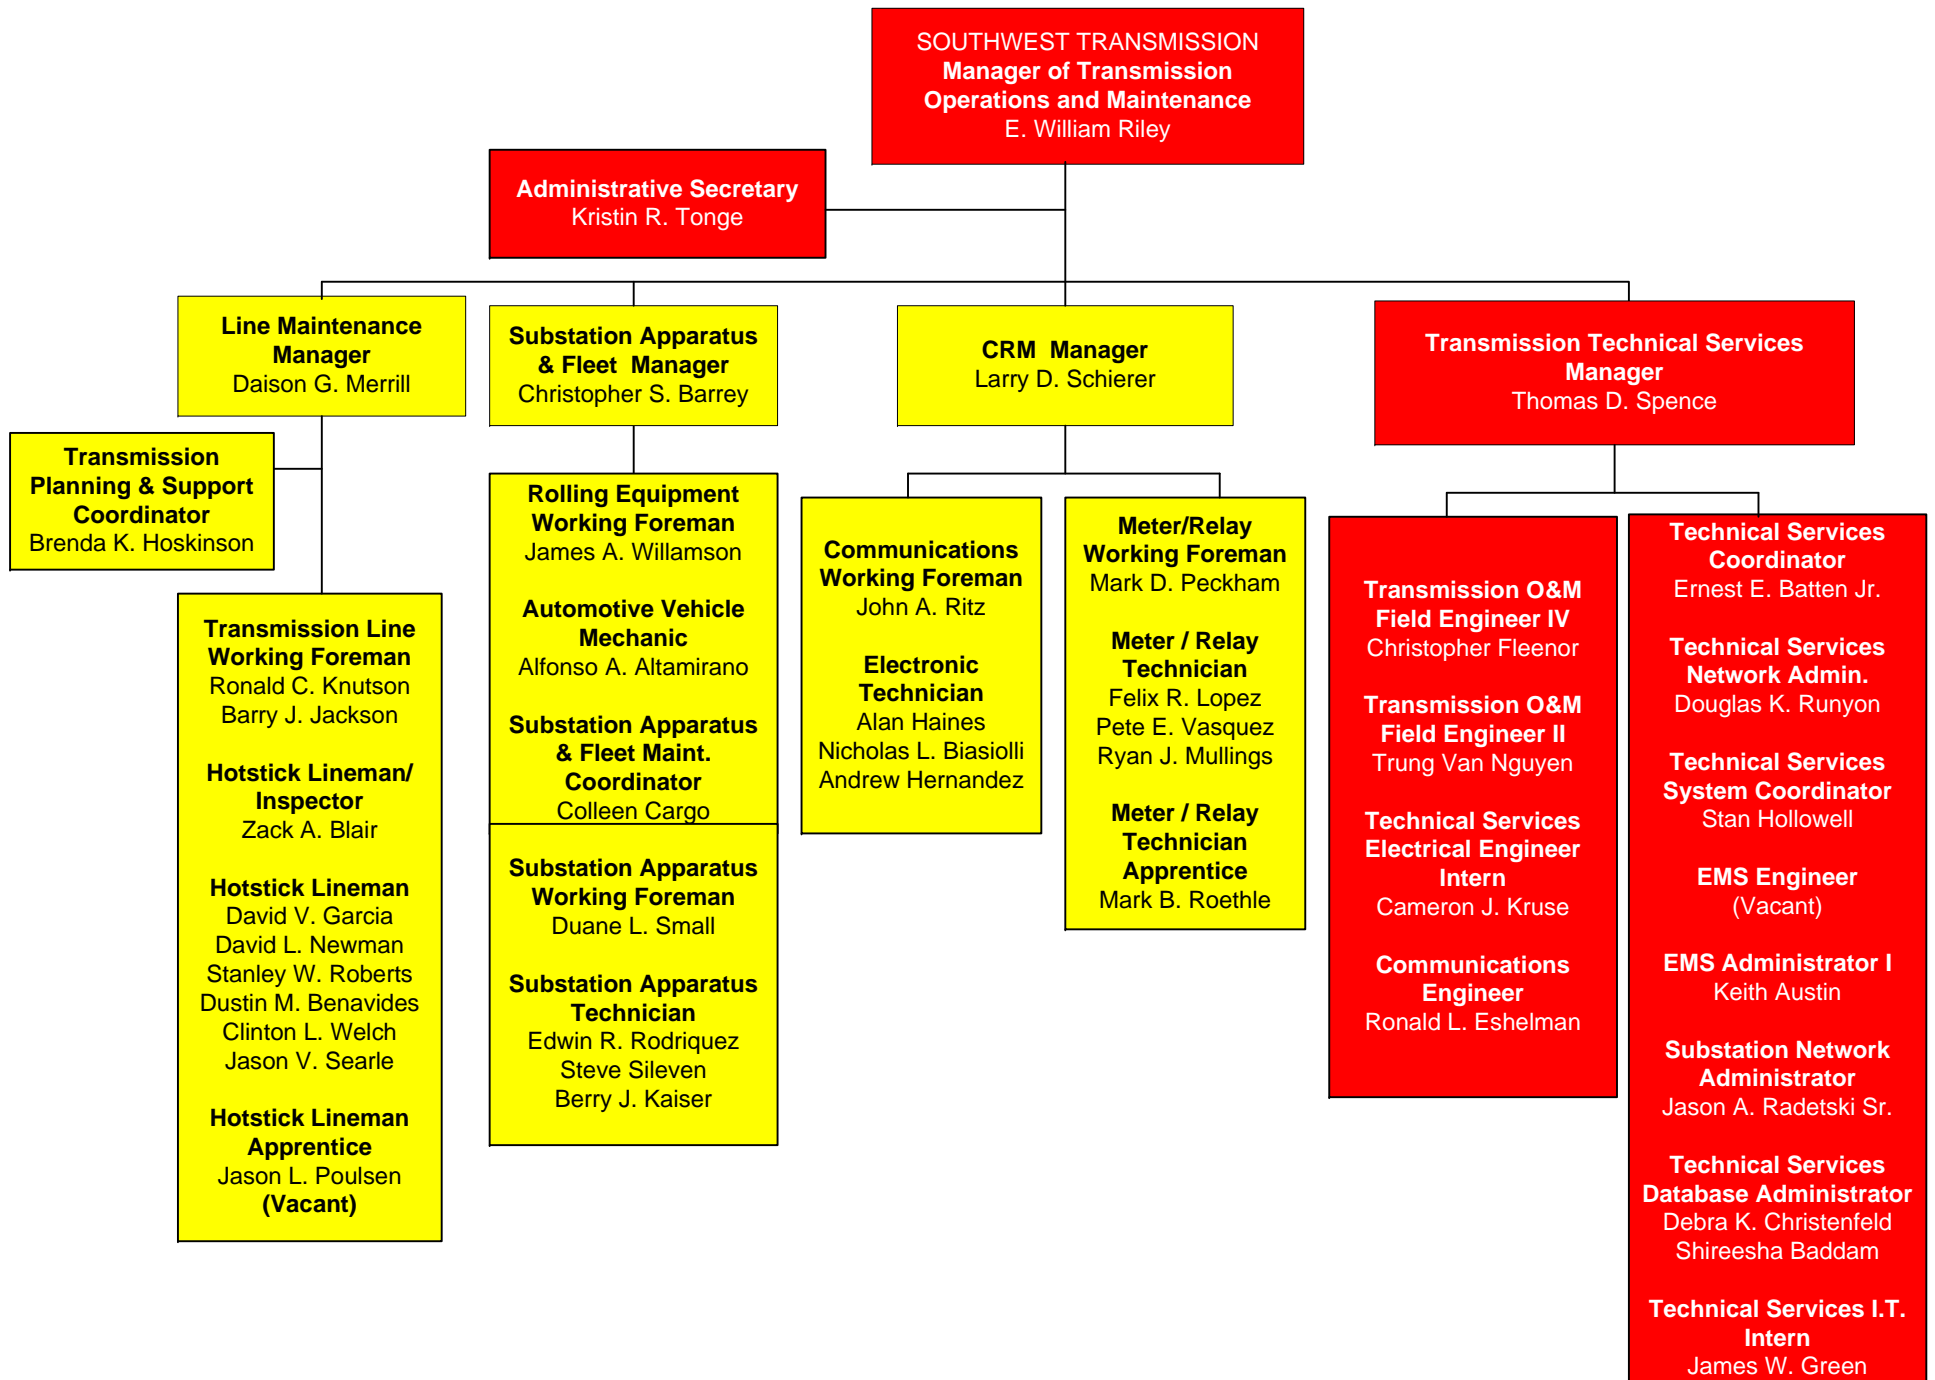 SOUTHWEST TRANSMISSION
Manager of Transmission
Operations and Maintenance
E. William Riley
Administrative Secretary
Kristin R. Tonge
Line Maintenance
Manager
Daison G. Merrill
Substation Apparatus
& Fleet Manager
Christopher S. Barrey
CRM Manager
Larry D. Schierer
Transmission Technical Services
Manager
Thomas D. Spence
Transmission
Planning & Support
Coordinator
Brenda K. Hoskinson
Transmission Line
Working Foreman
Ronald C. Knutson
Barry J. Jackson
Hotstick Lineman/
Inspector
Zack A. Blair
Hotstick Lineman
David V. Garcia
David L. Newman
Stanley W. Roberts
Dustin M. Benavides
Clinton L. Welch
Jason V. Searle
Hotstick Lineman
Apprentice
Jason L. Poulsen
(Vacant)
Rolling Equipment
Working Foreman
James A. Willamson
Automotive Vehicle
Mechanic
Alfonso A. Altamirano
Substation Apparatus
& Fleet Maint.
Coordinator
Colleen Cargo
Substation Apparatus
Working Foreman
Duane L. Small
Substation Apparatus
Technician
Edwin R. Rodriquez
Steve Sileven
Berry J. Kaiser
Communications
Working Foreman
John A. Ritz
Electronic
Technician
Alan Haines
Nicholas L. Biasiolli
Andrew Hernandez
Meter/Relay
Working Foreman
Mark D. Peckham
Meter / Relay
Technician
Felix R. Lopez
Pete E. Vasquez
Ryan J. Mullings
Meter / Relay
Technician
Apprentice
Mark B. Roethle
Transmission O&M
Field Engineer IV
Christopher Fleenor
Transmission O&M
Field Engineer II
Trung Van Nguyen
Technical Services
Electrical Engineer
Intern
Cameron J. Kruse
Communications
Engineer
Ronald L. Eshelman
Technical Services
Coordinator
Ernest E. Batten Jr.
Technical Services
Network Admin.
Douglas K. Runyon
Technical Services
System Coordinator
Stan Hollowell
EMS Engineer
(Vacant)
EMS Administrator I
Keith Austin
Substation Network
Administrator
Jason A. Radetski Sr.
Technical Services
Database Administrator
Debra K. Christenfeld
Shireesha Baddam
Technical Services I.T.
Intern
James W. Green